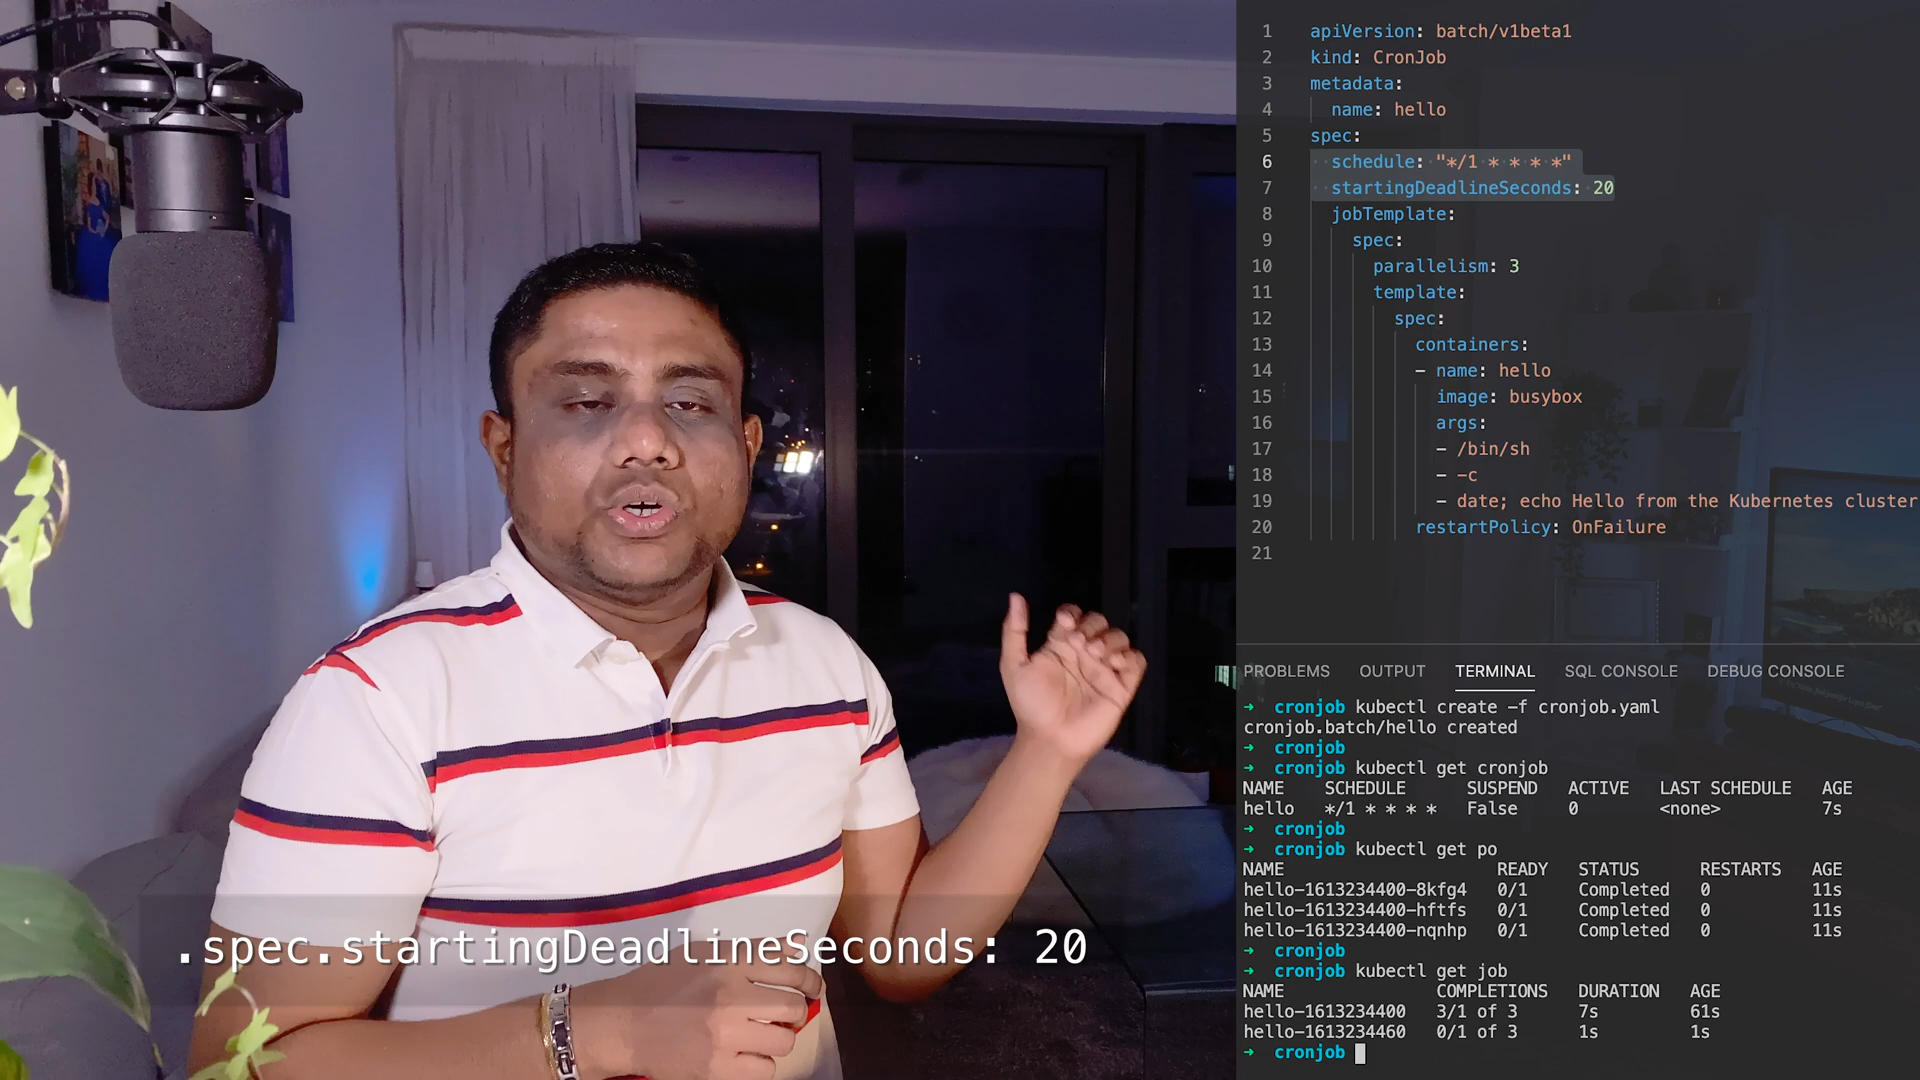 1 apiVersion: batch/v1beta1
2 kind: CronJob
3 metadata:
4 name: hello
5 spec:
6 schedule: "*/1 * * * *"
7 startingDeadlineSeconds: 20
8 jobTemplate:
9 spec:
10 parallelism: 3
11 template:
12 spec:
13 containers:
14 - name: hello
15 image: busybox
16 args:
17 - /bin/sh
18 - -c
19 - date; echo Hello from the Kubernetes cluster
20 restartPolicy: OnFailure
21
PROBLEMS OUTPUT TERMINAL SQL CONSOLE DEBUG CONSOLE
➜ cronjob kubectl create -f cronjob.yaml
cronjob.batch/hello created
➜ cronjob
➜ cronjob kubectl get cronjob
NAME SCHEDULE SUSPEND ACTIVE LAST SCHEDULE AGE
hello */1 * * * * False 0 <none> 7s
➜ cronjob
➜ cronjob kubectl get po
NAME READY STATUS RESTARTS AGE
hello-1613234400-8kfg4 0/1 Completed 0 11s
hello-1613234400-hftfs 0/1 Completed 0 11s
hello-1613234400-nqnhp 0/1 Completed 0 11s
➜ cronjob
➜ cronjob kubectl get job
NAME COMPLETIONS DURATION AGE
hello-1613234400 3/1 of 3 7s 61s
hello-1613234460 0/1 of 3 1s 1s
➜ cronjob
.spec.startingDeadlineSeconds: 20